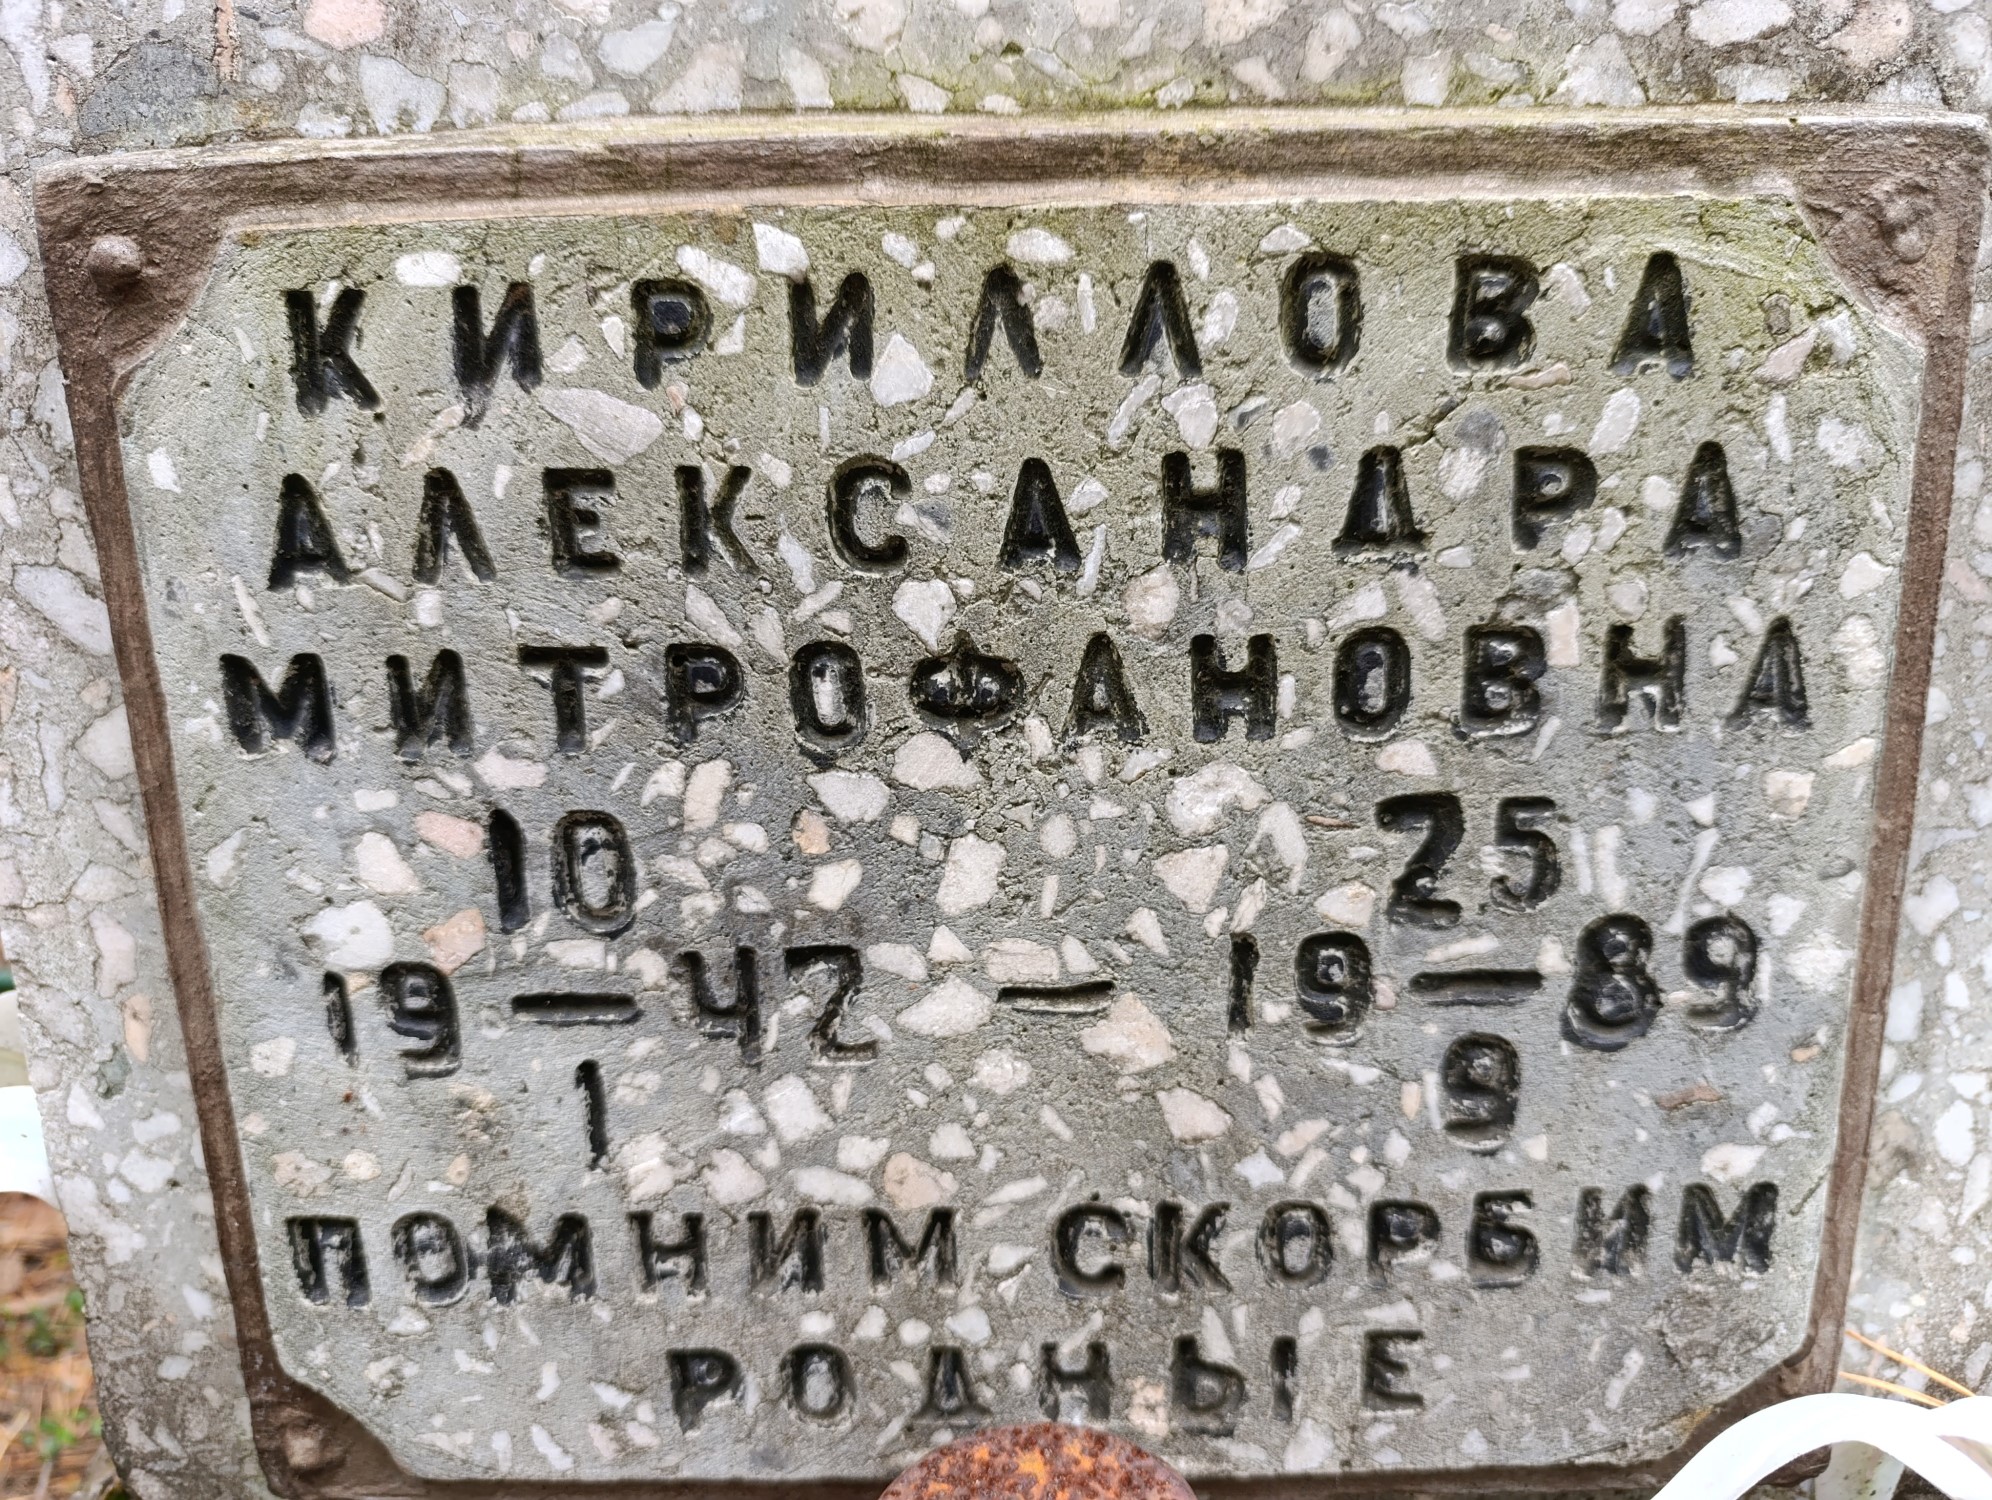 КИРИЛЛОВА
АЛЕКСАНДРА
МИТРОФАНОВНА
10 25
19 — 42 — 19 — 89
1 9
ПОМНИМ СКОРБИМ
РОДНЫЕ